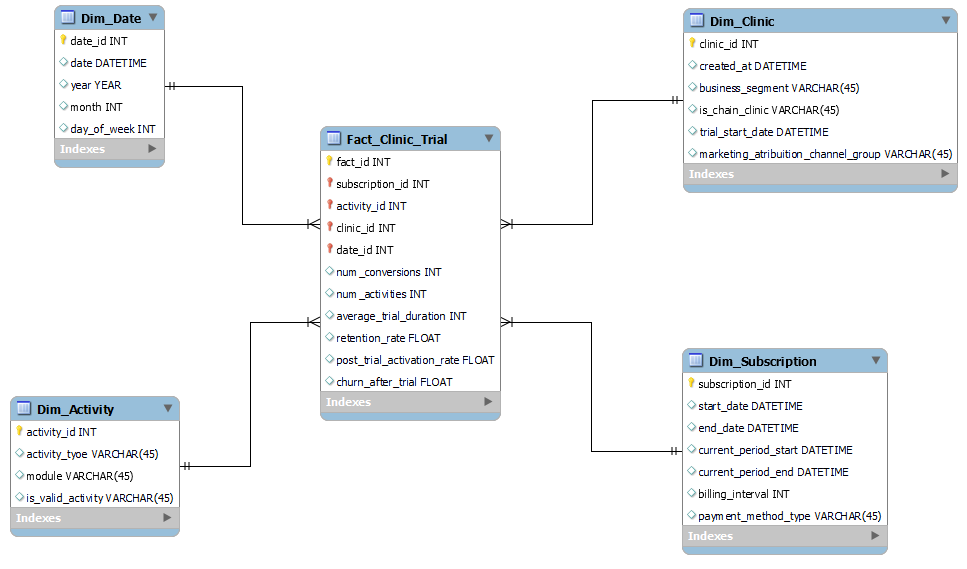 Dim_Date
date_id INT
date DATETIME
year YEAR
month INT
day_of_week INT
Indexes
Dim_Clinic
clinic_id INT
created_at DATETIME
business_segment VARCHAR(45)
is_chain_clinic VARCHAR(45)
trial_start_date DATETIME
marketing_atribuition_channel_group VARCHAR(45)
Indexes
Fact_Clinic_Trial
fact_id INT
subscription_id INT
activity_id INT
clinic_id INT
date_id INT
num_conversions INT
num_activities INT
average_trial_duration INT
retention_rate FLOAT
post_trial_activation_rate FLOAT
churn_after_trial FLOAT
Indexes
Dim_Activity
activity_id INT
activity_tyoe VARCHAR(45)
module VARCHAR(45)
is_valid_activity VARCHAR(45)
Indexes
Dim_Subscription
subscription_id INT
start_date DATETIME
end_date DATETIME
current_period_start DATETIME
current_period_end DATETIME
billing_interval INT
payment_method_type VARCHAR(45)
Indexes